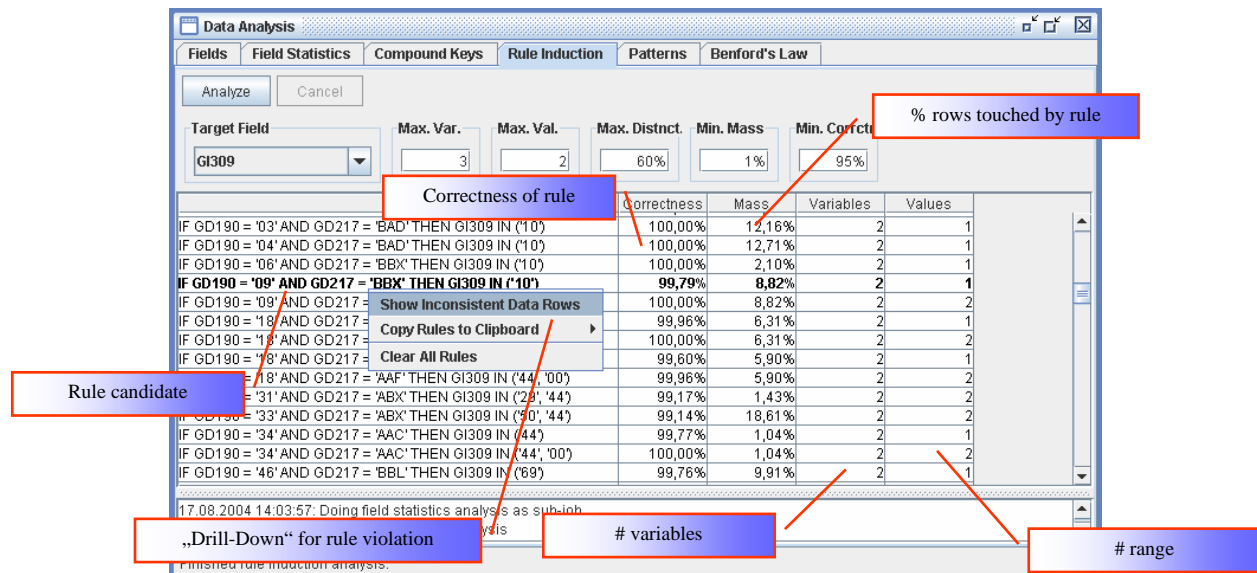 Data Analysis
Fields Field Statistics Compound Keys Rule Induction Patterns Benford's Law
Analyze Cancel
% rows touched by rule
Target Field Max. Var. Max. Val. Max. Distnct. Min. Mass Min.
GI309 3 2 60% 1% 95%
Correctness of rule
Correctness Mass Variables Values
IF GD190 = '03' AND GD217 = 'BAD' THEN GI309 IN ('10') 100,00% 12,16% 2 1
IF GD190 = '04' AND GD217 = 'BAD' THEN GI309 IN ('10') 100,00% 12,71% 2 1
IF GD190 = '06' AND GD217 = 'BBX' THEN GI309 IN ('10') 100,00% 2,10% 2 1
IF GD190 = '09' AND GD217 = 'BBX' THEN GI309 IN ('10') 99,79% 8,82% 2 1
IF GD190 = '09' AND GD217 = 100,00% 8,82% 2 2
Show Inconsistent Data Rows
IF GD190 = '18' AND GD217 = 99,96% 6,31% 2 1
Copy Rules to Clipboard
IF GD190 = '18' AND GD217 = 100,00% 6,31% 2 2
IF GD190 = '18' AND GD217 = 99,60% 5,90% 2 1
Clear All Rules
= '18' AND GD217 = 'AAF' THEN GI309 IN ('44', '00') 99,96% 5,90% 2 2
Rule candidate
= '31' AND GD217 = 'ABX' THEN GI309 IN ('29', '44') 99,17% 1,43% 2 2
IF GD190 = '33' AND GD217 = 'ABX' THEN GI309 IN ('50', '44') 99,14% 18,61% 2 2
IF GD190 = '34' AND GD217 = 'AAC' THEN GI309 IN ('44') 99,77% 1,04% 2 1
IF GD190 = '34' AND GD217 = 'AAC' THEN GI309 IN ('44', '00') 100,00% 1,04% 2 2
IF GD190 = '46' AND GD217 = 'BBL' THEN GI309 IN ('69') 99,76% 9,91% 2 1
17.08.2004 14:03:57: Doing field statistics analysis as sub-job
„Drill-Down“ for rule violation
# variables
# range
Finished rule induction analysis.